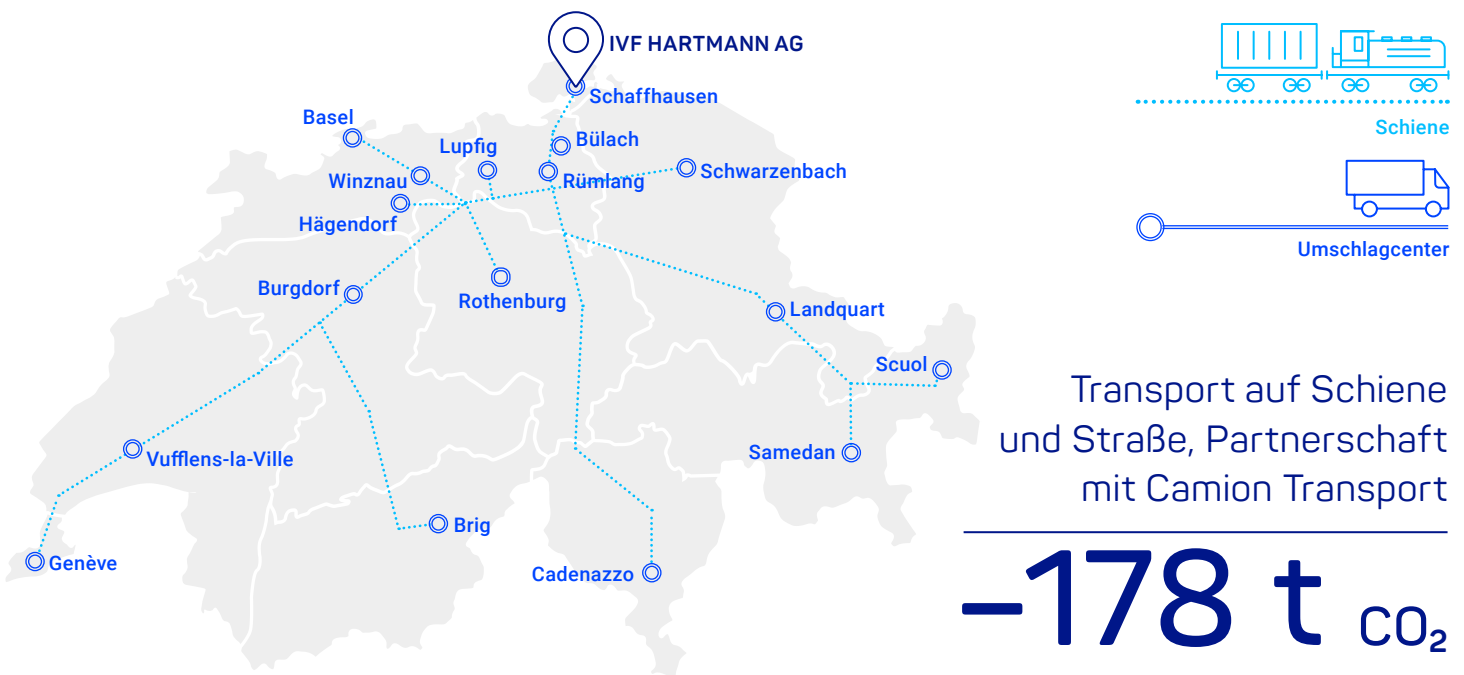 IVF HARTMANN AG
Schaffhausen
Basel
Bülach
Lupfig
Winznau
Rümlang
Schwarzenbach
Hägendorf
Burgdorf
Rothenburg
Landquart
Scuol
Vufflens-la-Ville
Samedan
Brig
Genève
Cadenazzo
Schiene
Umschlagcenter
Transport auf Schiene
und Straße, Partnerschaft
mit Camion Transport
–178 t CO₂